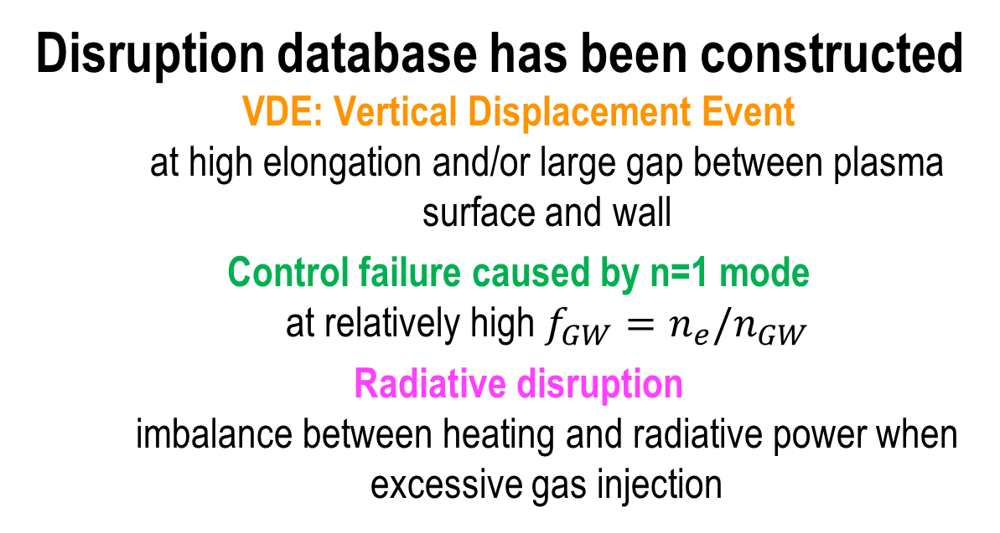 Disruption database has been constructed
VDE: Vertical Displacement Event
at high elongation and/or large gap between plasma
surface and wall
Control failure caused by n=1 mode
at relatively high f_{GW} = n_e/n_{GW}
Radiative disruption
imbalance between heating and radiative power when
excessive gas injection